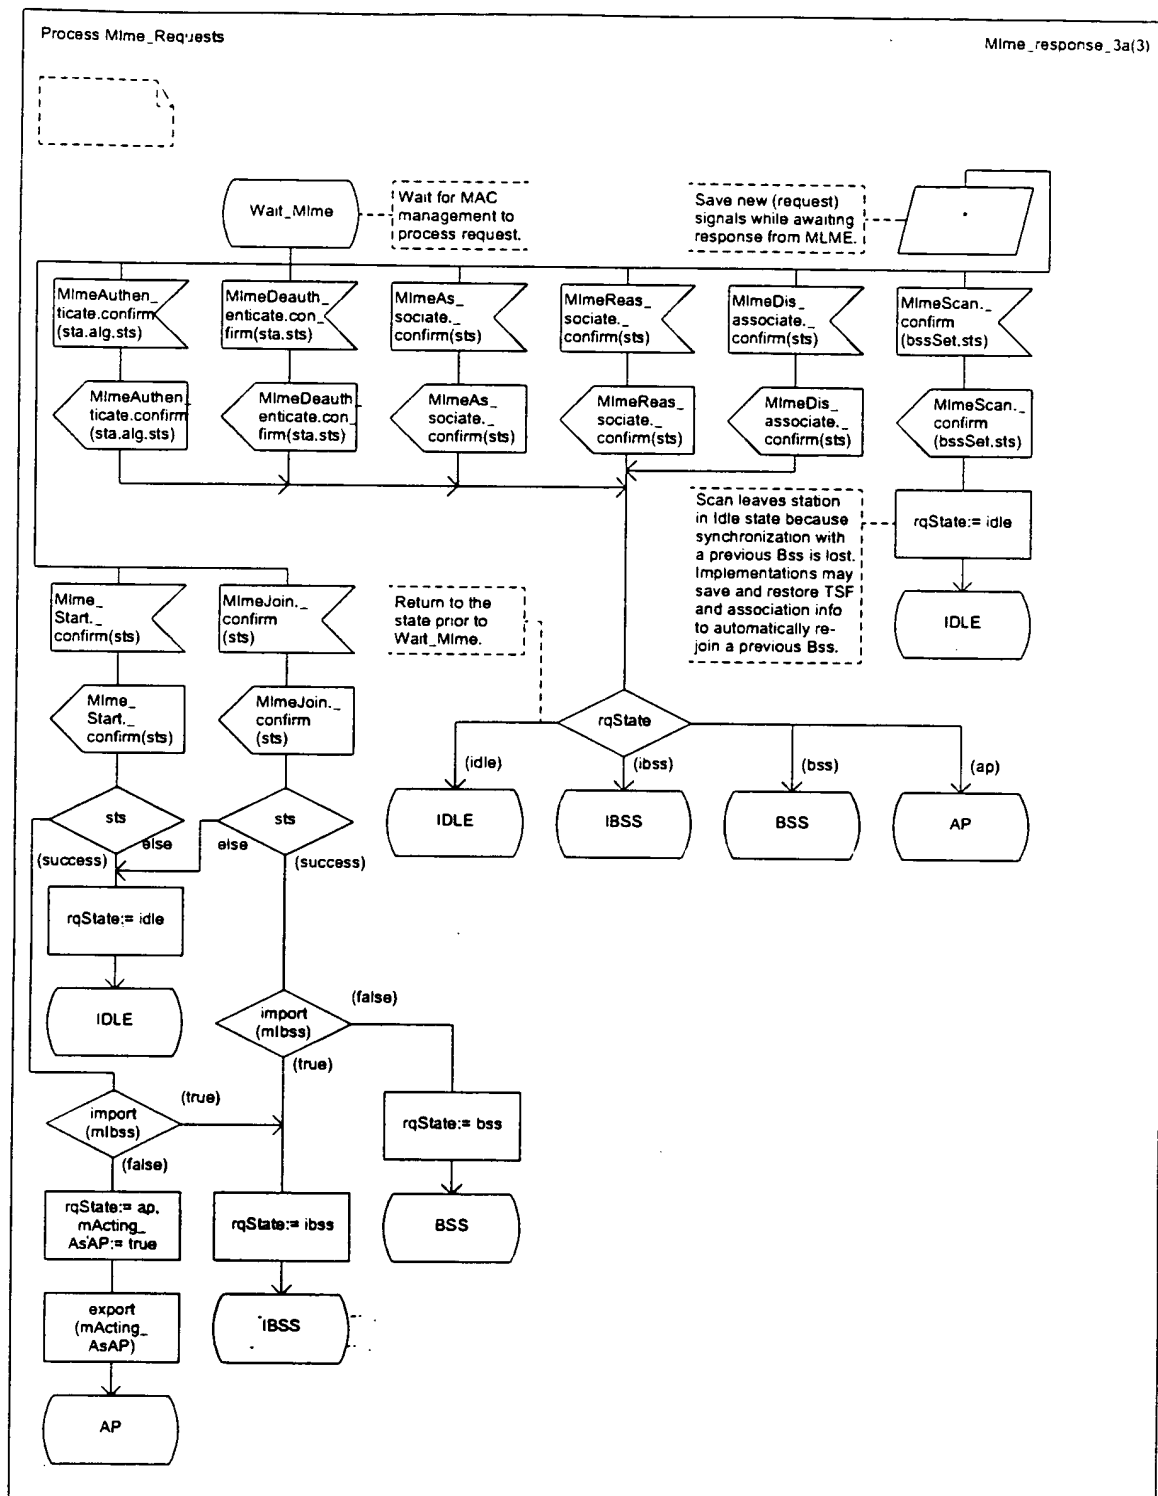 Process Mlme_Requests
Mlme_response_3a(3)
Wait_Mlme
Wait for MAC
management to
process request.
Save new (request)
signals while awaiting
response from MLME.
*
MlmeAuthen_
ticate.confirm
(sta.alg.sts)
MlmeDeauth_
enticate.con_
firm(sta.sts)
MlmeAs_
sociate._
confirm(sts)
MlmeReas_
sociate._
confirm(sts)
MlmeDis_
associate._
confirm(sts)
MlmeScan._
confirm
(bssSet.sts)
MlmeAuthen_
ticate.confirm
(sta.alg.sts)
MlmeDeauth_
enticate.con_
firm(sta.sts)
MlmeAs_
sociate._
confirm(sts)
MlmeReas_
sociate._
confirm(sts)
MlmeDis_
associate._
confirm(sts)
MlmeScan._
confirm
(bssSet.sts)
Scan leaves station
in Idle state because
synchronization with
a previous Bss is lost.
Implementations may
save and restore TSF
and association info
to automatically re-
join a previous Bss.
rqState:= idle
IDLE
Mlme_
Start._
confirm(sts)
MlmeJoin._
confirm
(sts)
Return to the
state prior to
Wait_Mlme.
Mlme_
Start._
confirm(sts)
MlmeJoin._
confirm
(sts)
rqState
(idle)
(ibss)
(bss)
(ap)
IDLE
IBSS
BSS
AP
sts
sts
else
else
(success)
(success)
rqState:= idle
IDLE
import
(mIbss)
(false)
(true)
import
(mIbss)
(true)
(false)
rqState:= bss
BSS
rqState:= ap,
mActing_
AsAP:= true
rqState:= ibss
export
(mActing_
AsAP)
IBSS
AP